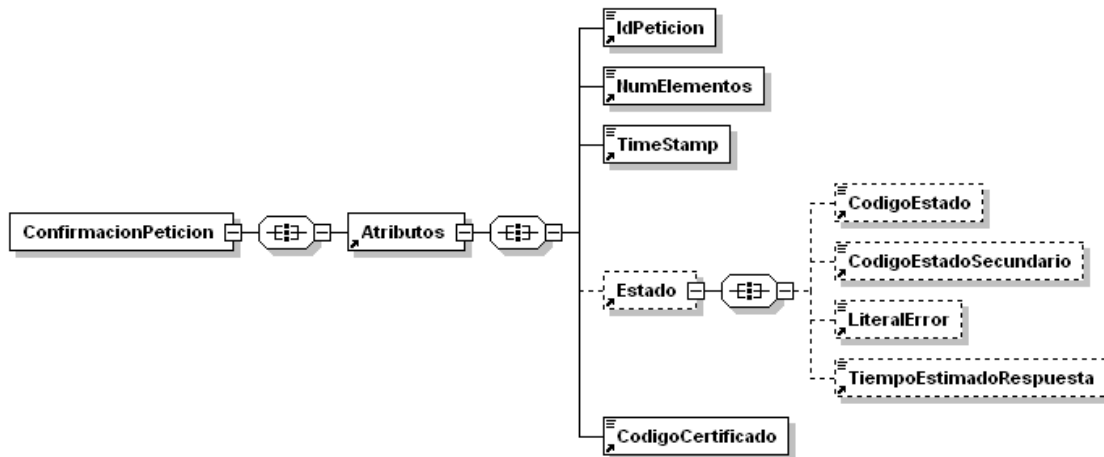 IdPeticion
NumElementos
TimeStamp
ConfirmacionPeticion
Atributos
Estado
CodigoEstado
CodigoEstadoSecundario
LiteralError
TiempoEstimadoRespuesta
CodigoCertificado